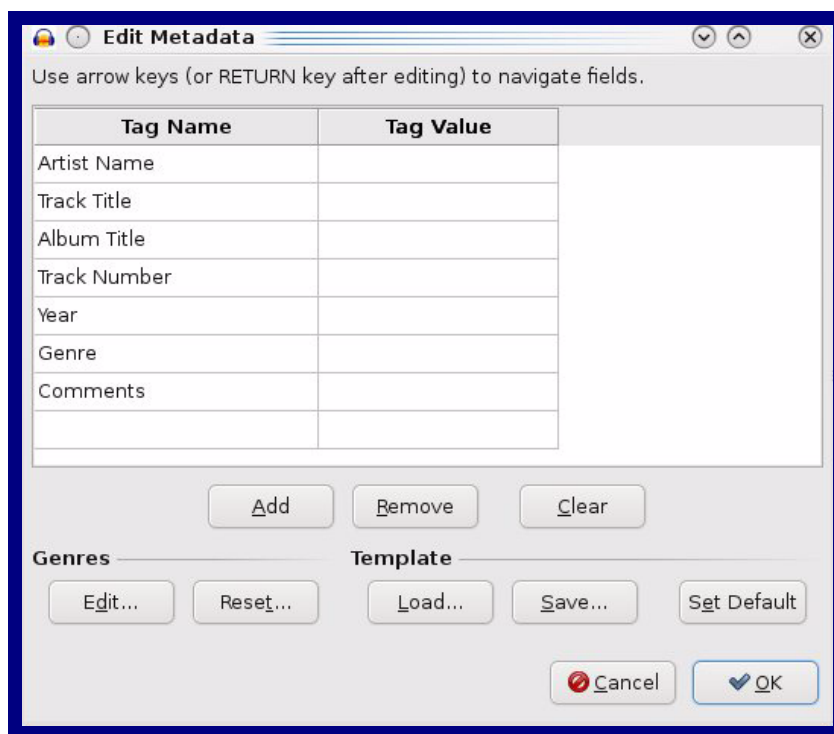 Edit Metadata
Use arrow keys (or RETURN key after editing) to navigate fields.
Tag Name Tag Value
Artist Name
Track Title
Album Title
Track Number
Year
Genre
Comments
Add Remove Clear
Genres Template
Edit... Reset... Load... Save... Set Default
Cancel OK